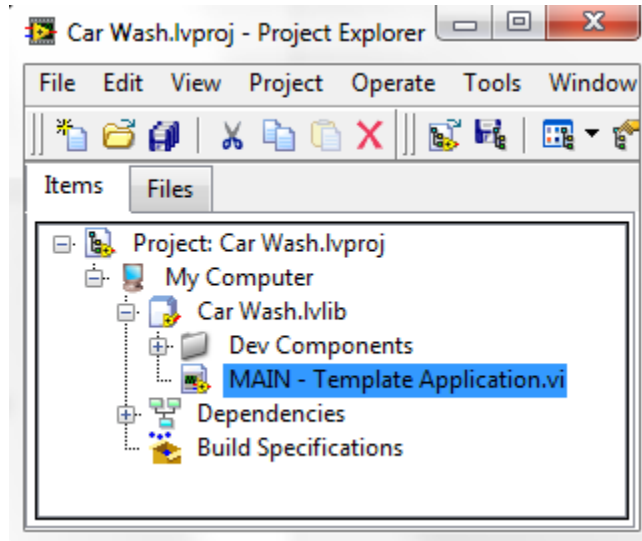 Car Wash.lvproj - Project Explorer
File Edit View Project Operate Tools Window
Items Files
Project: Car Wash.lvproj
My Computer
Car Wash.lvlib
Dev Components
MAIN - Template Application.vi
Dependencies
Build Specifications